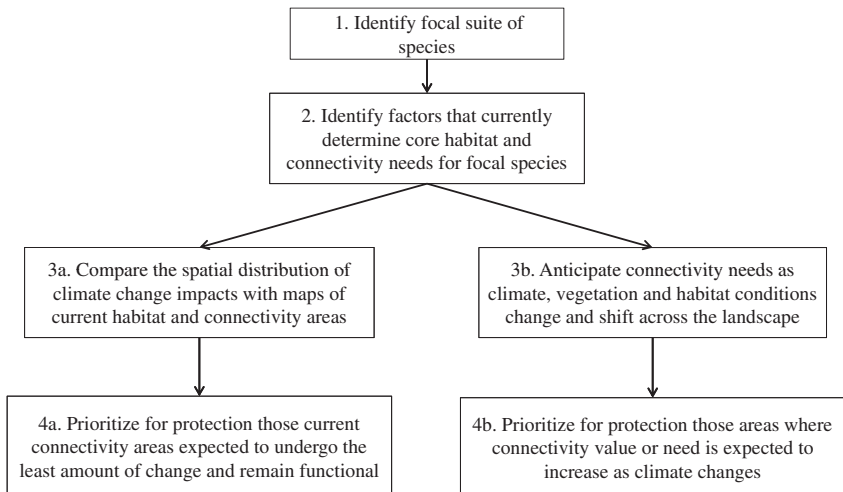 1. Identify focal suite of
species
2. Identify factors that currently
determine core habitat and
connectivity needs for focal species
3a. Compare the spatial distribution of
climate change impacts with maps of
current habitat and connectivity areas
3b. Anticipate connectivity needs as
climate, vegetation and habitat conditions
change and shift across the landscape
4a. Prioritize for protection those current
connectivity areas expected to undergo the
least amount of change and remain functional
4b. Prioritize for protection those areas where
connectivity value or need is expected to
increase as climate changes